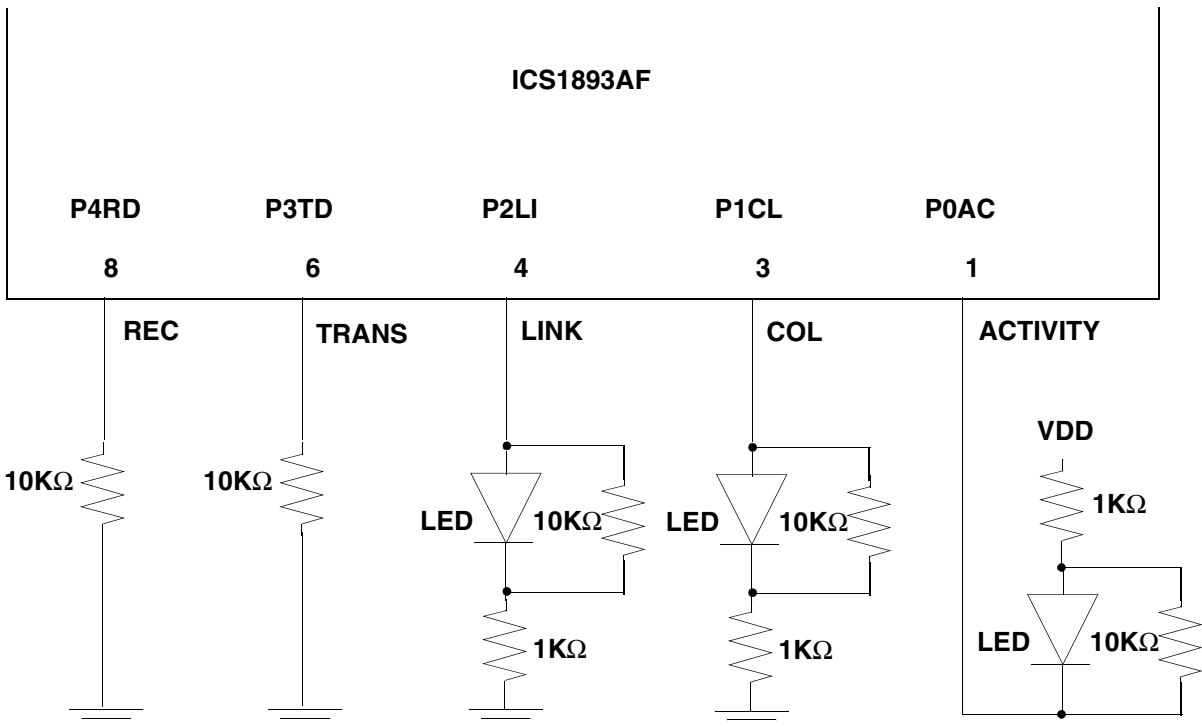 ICS1893AF
P4RD P3TD P2LI P1CL P0AC
8 6 4 3 1
REC TRANS LINK COL ACTIVITY
VDD
10KΩ 10KΩ
1KΩ
LED 10KΩ LED 10KΩ
1KΩ 1KΩ LED 10KΩ